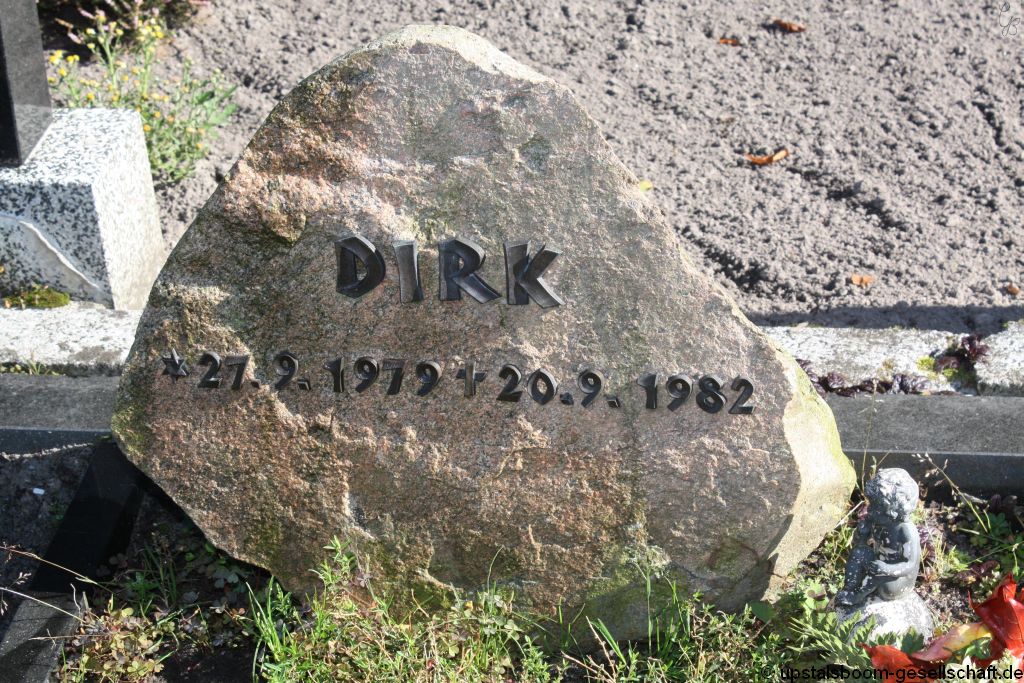 DIRK
* 27. 9. 1979 † 20. 9. 1982
© upstalsboom-gesellschaft.de